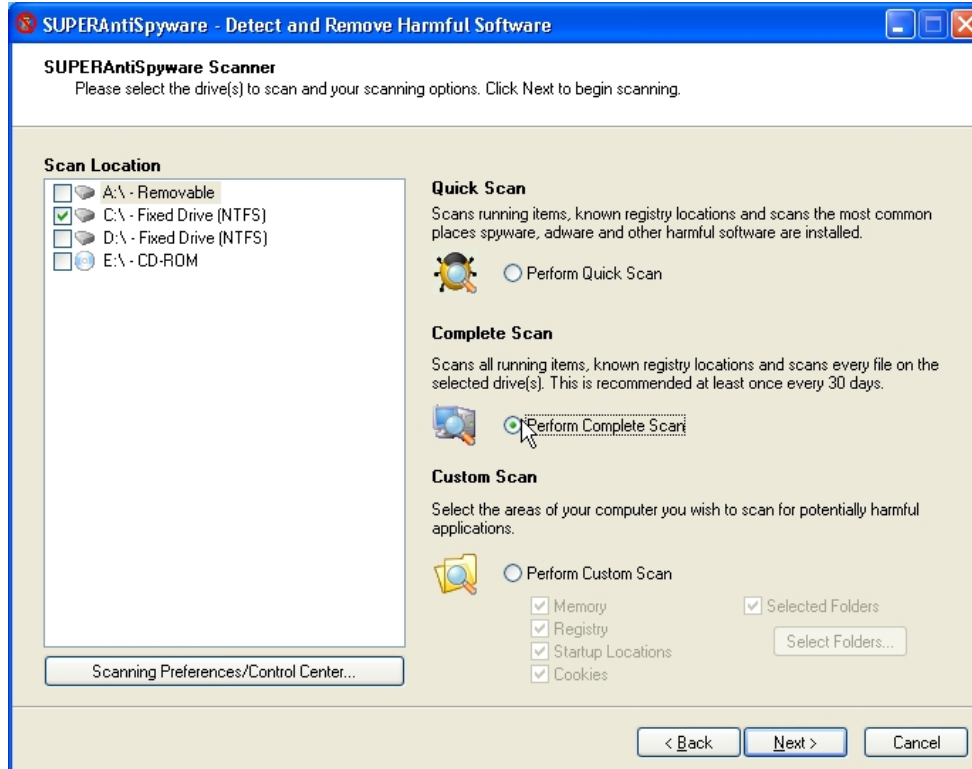 SUPERAntiSpyware - Detect and Remove Harmful Software
SUPERAntiSpyware Scanner
Please select the drive(s) to scan and your scanning options. Click Next to begin scanning.
Scan Location
A:\ - Removable
C:\ - Fixed Drive (NTFS)
D:\ - Fixed Drive (NTFS)
E:\ - CD-ROM
Scanning Preferences/Control Center...
Quick Scan
Scans running items, known registry locations and scans the most common
places spyware, adware and other harmful software are installed.
Perform Quick Scan
Complete Scan
Scans all running items, known registry locations and scans every file on the
selected drive(s). This is recommended at least once every 30 days.
Perform Complete Scan
Custom Scan
Select the areas of your computer you wish to scan for potentially harmful
applications.
Perform Custom Scan
Memory
Registry
Startup Locations
Cookies
Selected Folders
Select Folders...
< Back
Next >
Cancel